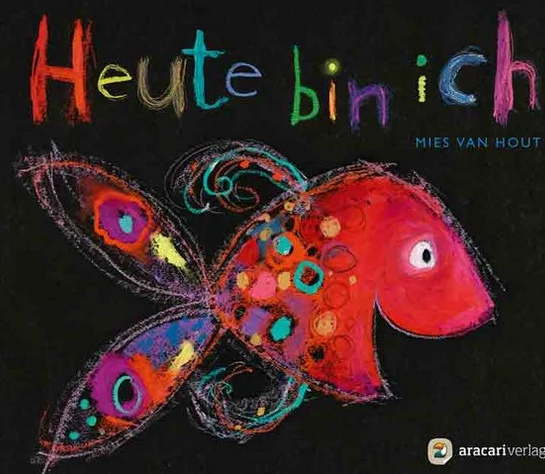 Heute bin ich
MIES VAN HOUT
aracari verlag